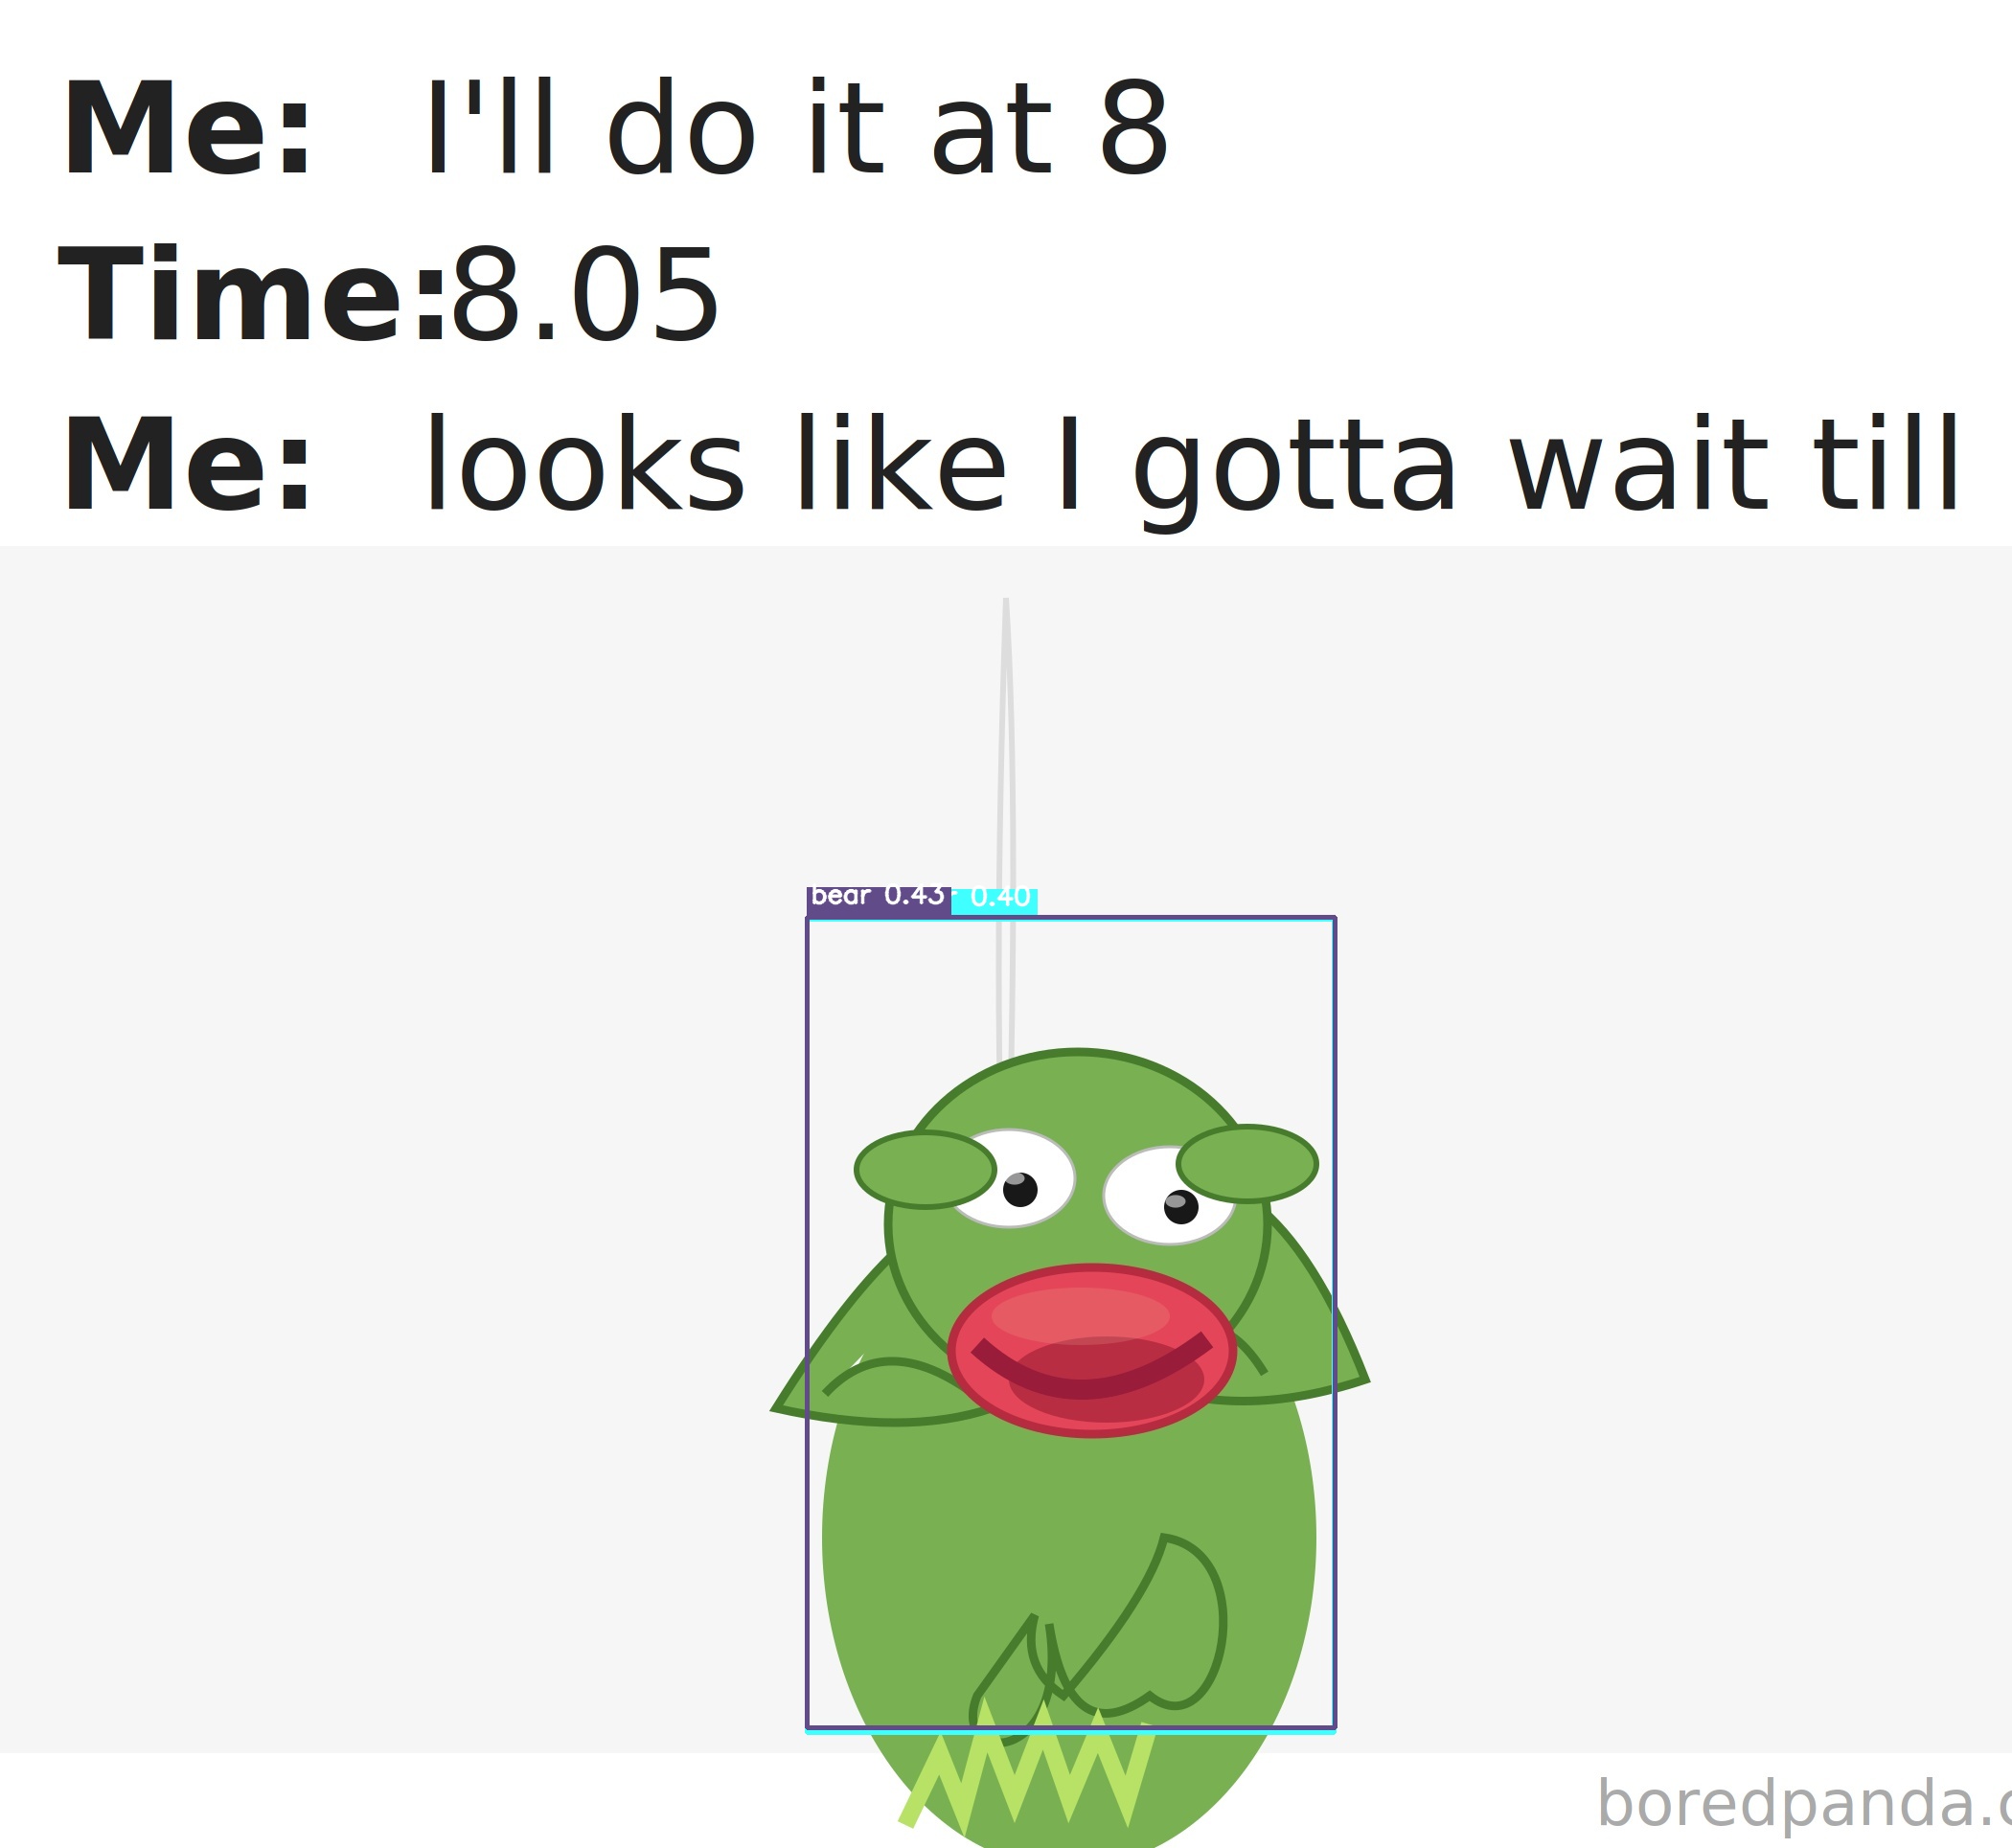 Me: I'll do it at 8
Time: 8.05
Me: looks like I gotta wait till
bear 0.43 0.40
boredpanda.c